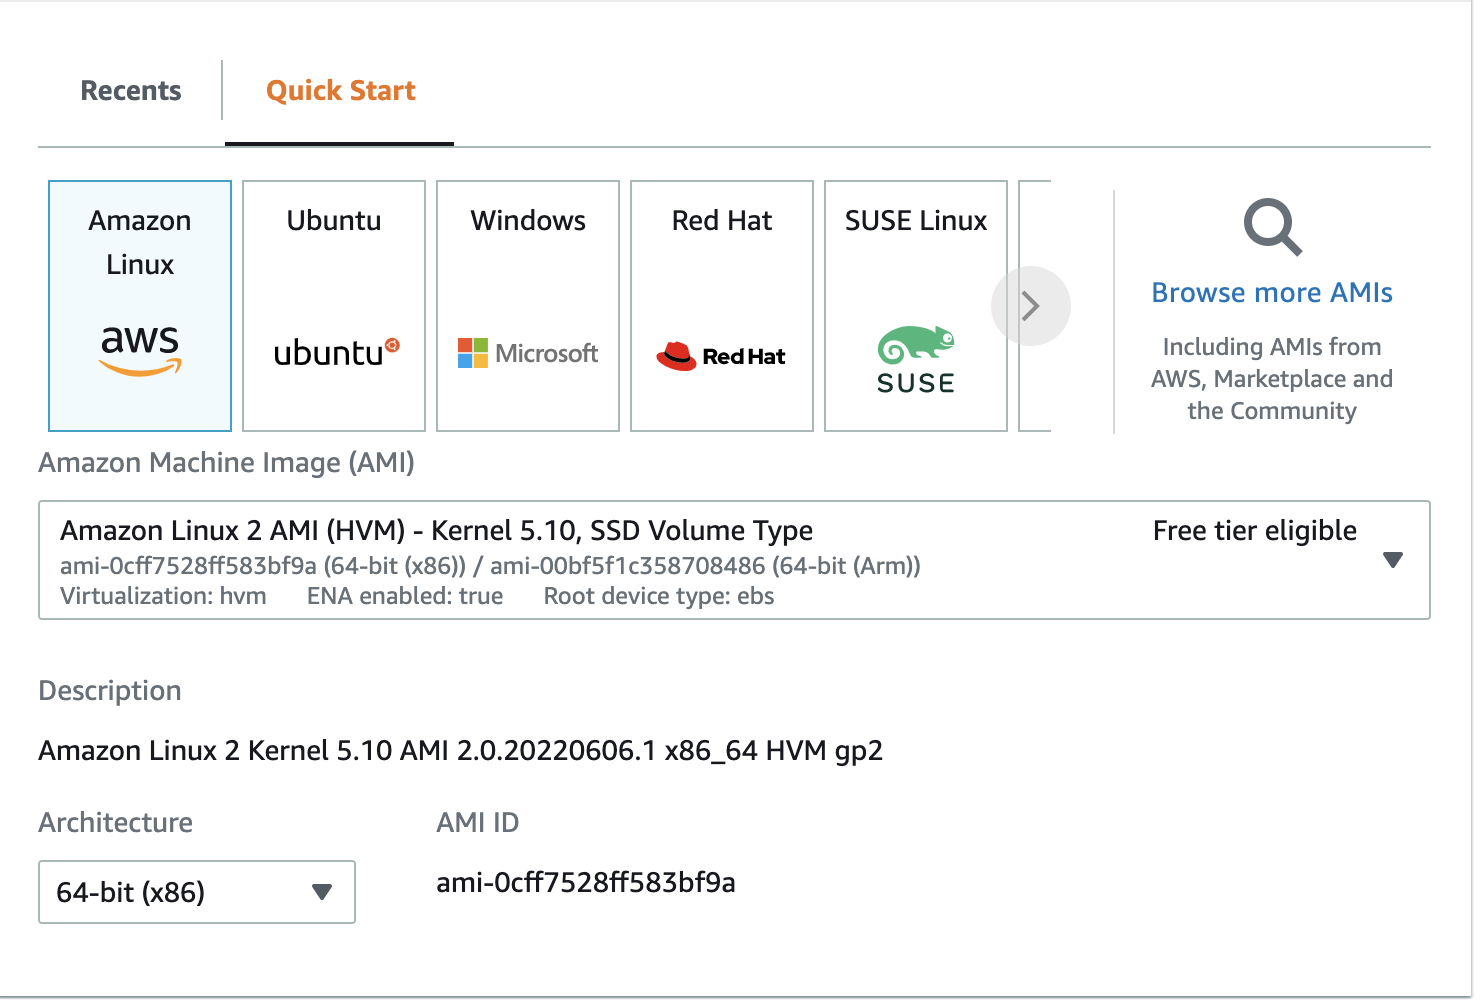 Recents
Quick Start
Amazon
Linux
aws
Ubuntu
ubuntu
Windows
Microsoft
Red Hat
Red Hat
SUSE Linux
SUSE
Browse more AMIs
Including AMIs from
AWS, Marketplace and
the Community
Amazon Machine Image (AMI)
Amazon Linux 2 AMI (HVM) - Kernel 5.10, SSD Volume Type
Free tier eligible
ami-0cff7528ff583bf9a (64-bit (x86)) / ami-00bf5f1c358708486 (64-bit (Arm))
Virtualization: hvm ENA enabled: true Root device type: ebs
Description
Amazon Linux 2 Kernel 5.10 AMI 2.0.20220606.1 x86_64 HVM gp2
Architecture
64-bit (x86)
AMI ID
ami-0cff7528ff583bf9a